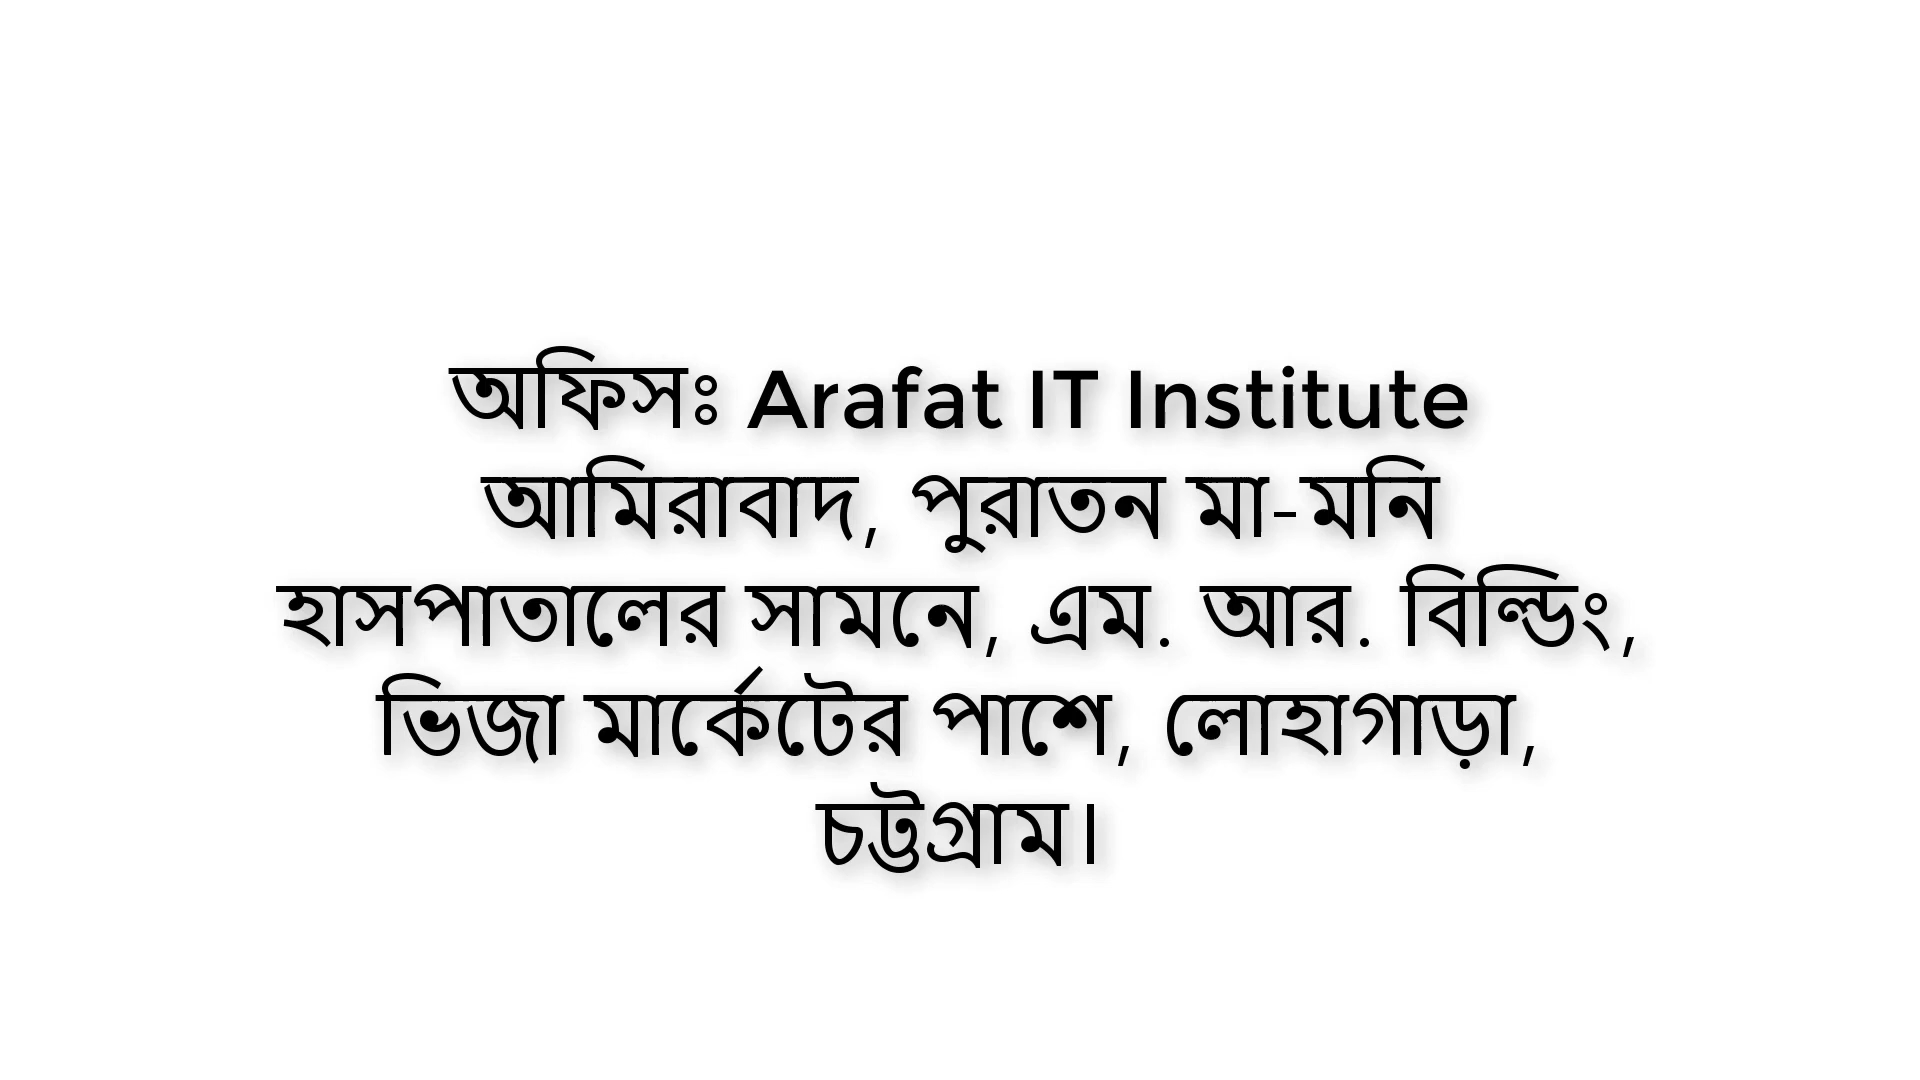 অফিসঃ Arafat IT Institute
আমিরাবাদ, পুরাতন মা-মনি
হাসপাতালের সামনে, এম. আর. বিল্ডিং,
ভিজা মার্কেটের পাশে, লোহাগাড়া,
চট্টগ্রাম।